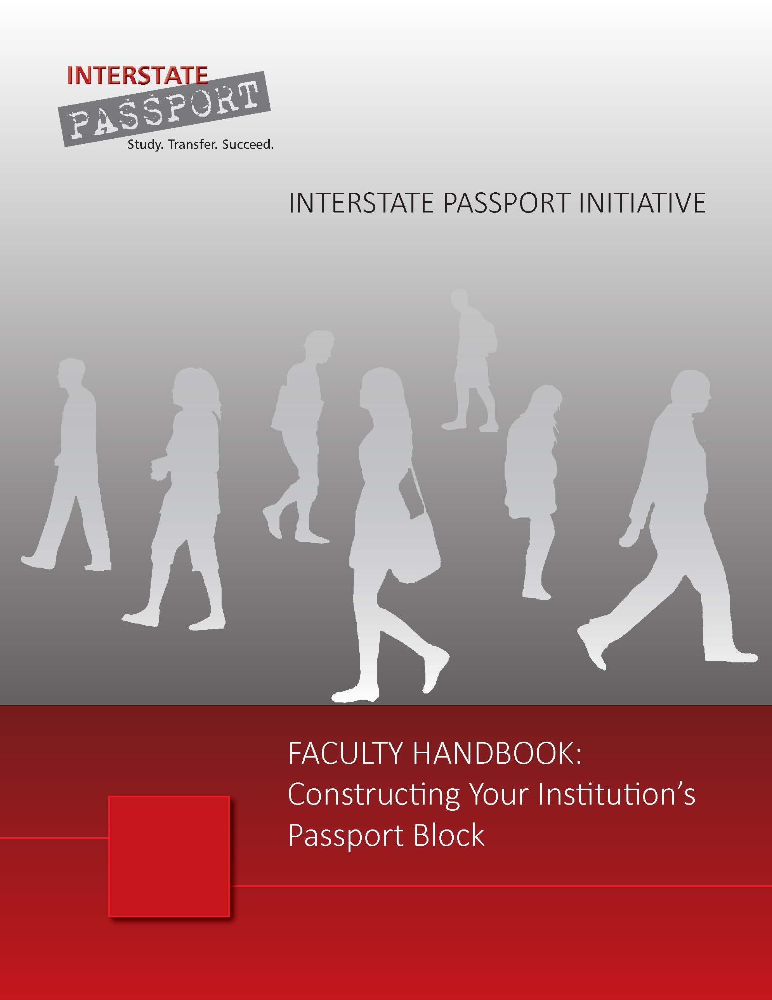 INTERSTATE
PASSPORT
Study. Transfer. Succeed.
INTERSTATE PASSPORT INITIATIVE
FACULTY HANDBOOK:
Constructing Your Institution’s
Passport Block